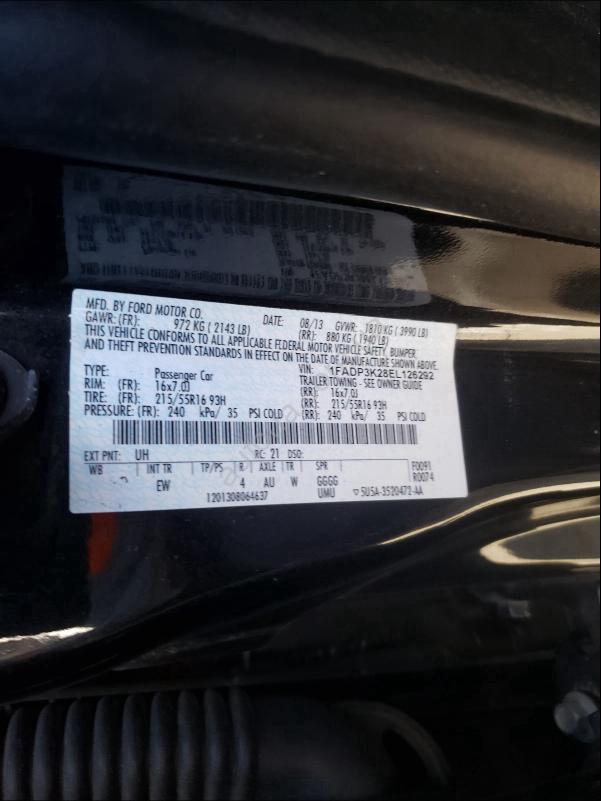 MFD. BY FORD MOTOR CO.
DATE: 08/13 GVWR: 1810 KG ( 3990 LB)
GAWR: (FR): 972 KG ( 2143 LB) (RR): 880 KG ( 1940 LB)
THIS VEHICLE CONFORMS TO ALL APPLICABLE FEDERAL MOTOR VEHICLE SAFETY, BUMPER,
AND THEFT PREVENTION STANDARDS IN EFFECT ON THE DATE OF MANUFACTURE SHOWN ABOVE.
VIN: 1FADP3K28EL126292
TYPE: Passenger Car TRAILER TOWING - SEE OWNER GUIDE
RIM: (FR): 16x7.0J (RR): 16x7.0J
TIRE: (FR): 215/55R16 93H (RR): 215/55R16 93H
PRESSURE: (FR): 240 kPa/ 35 PSI COLD (RR): 240 kPa/ 35 PSI COLD
EXT PNT: UH RC: 21 DSO: F0091
WB INT TR TP/PS R AXLE TR SPR R0074
EW 4 AU W GGGG
1201308064637 UMU ▽ 5U5A-3520472-AA